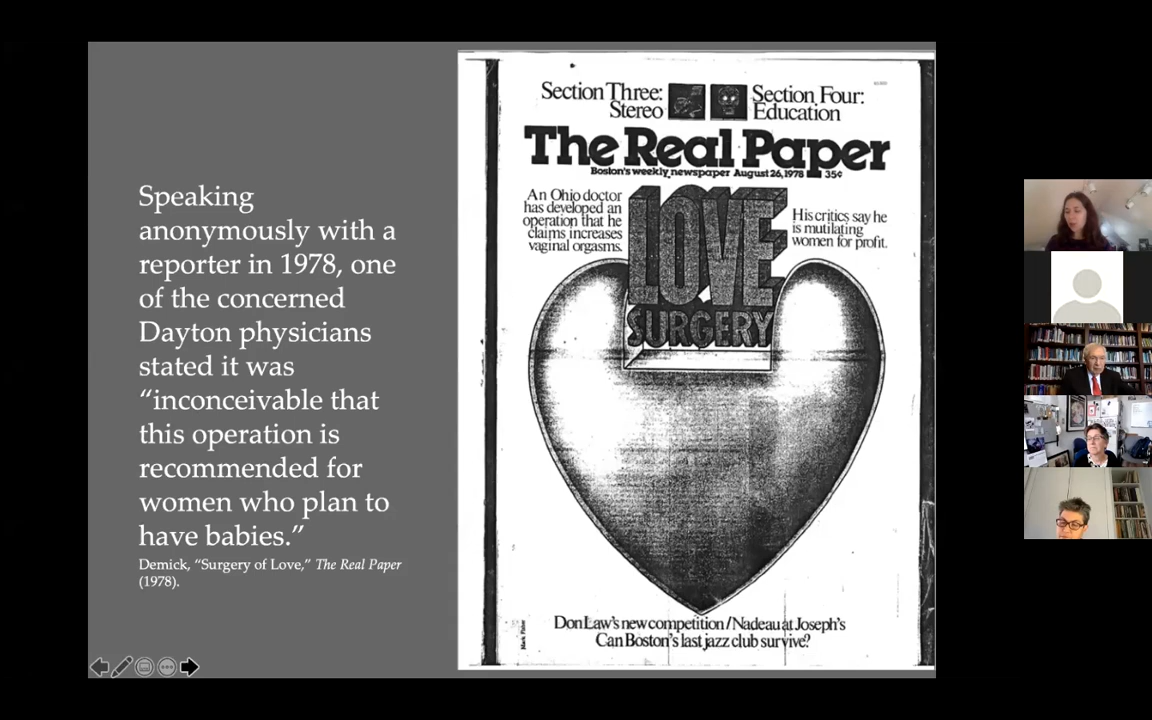 Speaking
anonymously with a
reporter in 1978, one
of the concerned
Dayton physicians
stated it was
“inconceivable that
this operation is
recommended for
women who plan to
have babies.”
Demick, “Surgery of Love,” The Real Paper
(1978).
Section Three:
Stereo
Section Four:
Education
The Real Paper
Boston's weekly newspaper August 26, 1978 35¢
An Ohio doctor
has developed an
operation that he
claims increases
vaginal orgasms.
LOVE
SURGERY
His critics say he
is mutilating
women for profit.
Don Law's new competition / Nadeau at Joseph's
Can Boston's last jazz club survive?